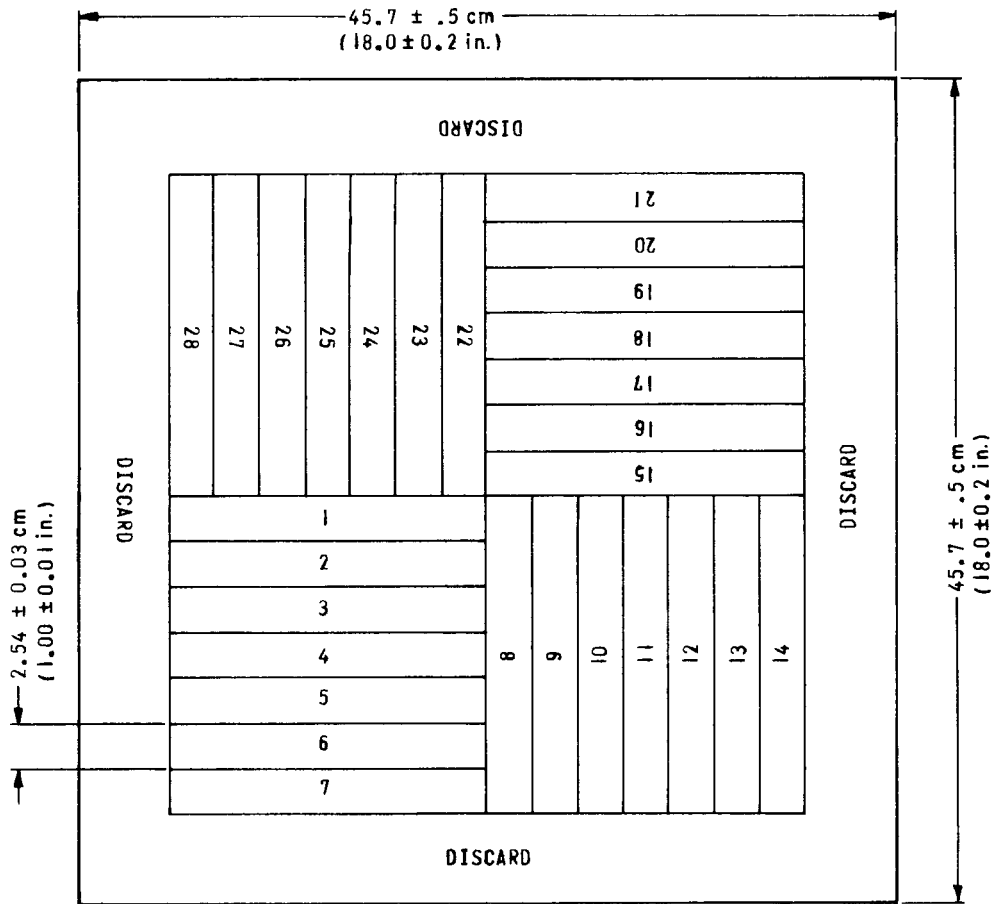 45.7 ± .5 cm
(18.0 ± 0.2 in.)
DISCARD
21
20
19
18
17
16
15
28
27
26
25
24
23
22
DISCARD
DISCARD
45.7 ± .5 cm
(18.0 ± 0.2 in.)
2.54 ± 0.03 cm
(1.00 ± 0.01 in.)
1
2
3
4
5
6
7
8
9
10
11
12
13
14
DISCARD